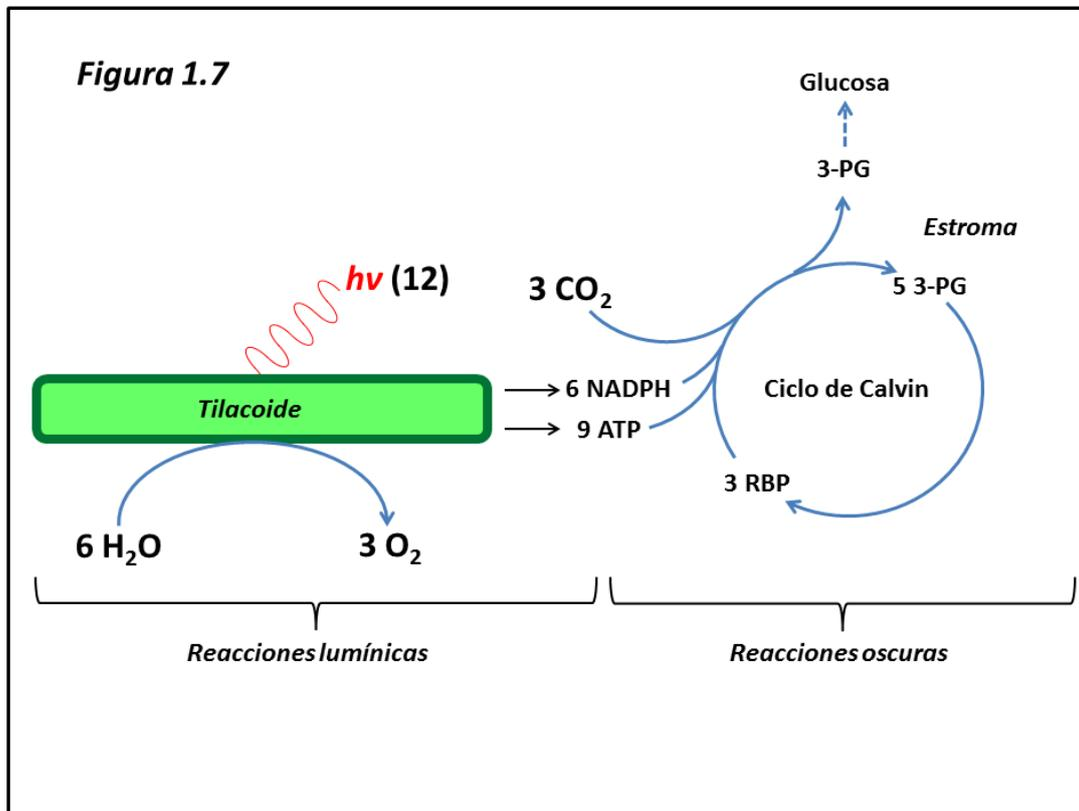 Figura 1.7
Glucosa
3-PG
Estroma
hν (12)
3 CO₂
5 3-PG
Tilacoide
6 NADPH
Ciclo de Calvin
9 ATP
3 RBP
6 H₂O
3 O₂
Reacciones lumínicas
Reacciones oscuras